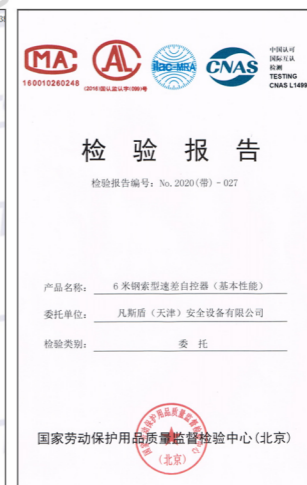 MA
AL
ilac-MRA
CNAS
中国认可
国际互认
检测
TESTING
CNAS L1499
160010260248
(2016)国认监认字(080)号
检验报告
检验报告编号：No.2020(带)-027
产品名称： 6米钢索型速差自控器（基本性能）
委托单位： 凡斯盾（天津）安全设备有限公司
检验类别： 委托
国家劳动保护用品质量监督检验中心(北京)
(北京)